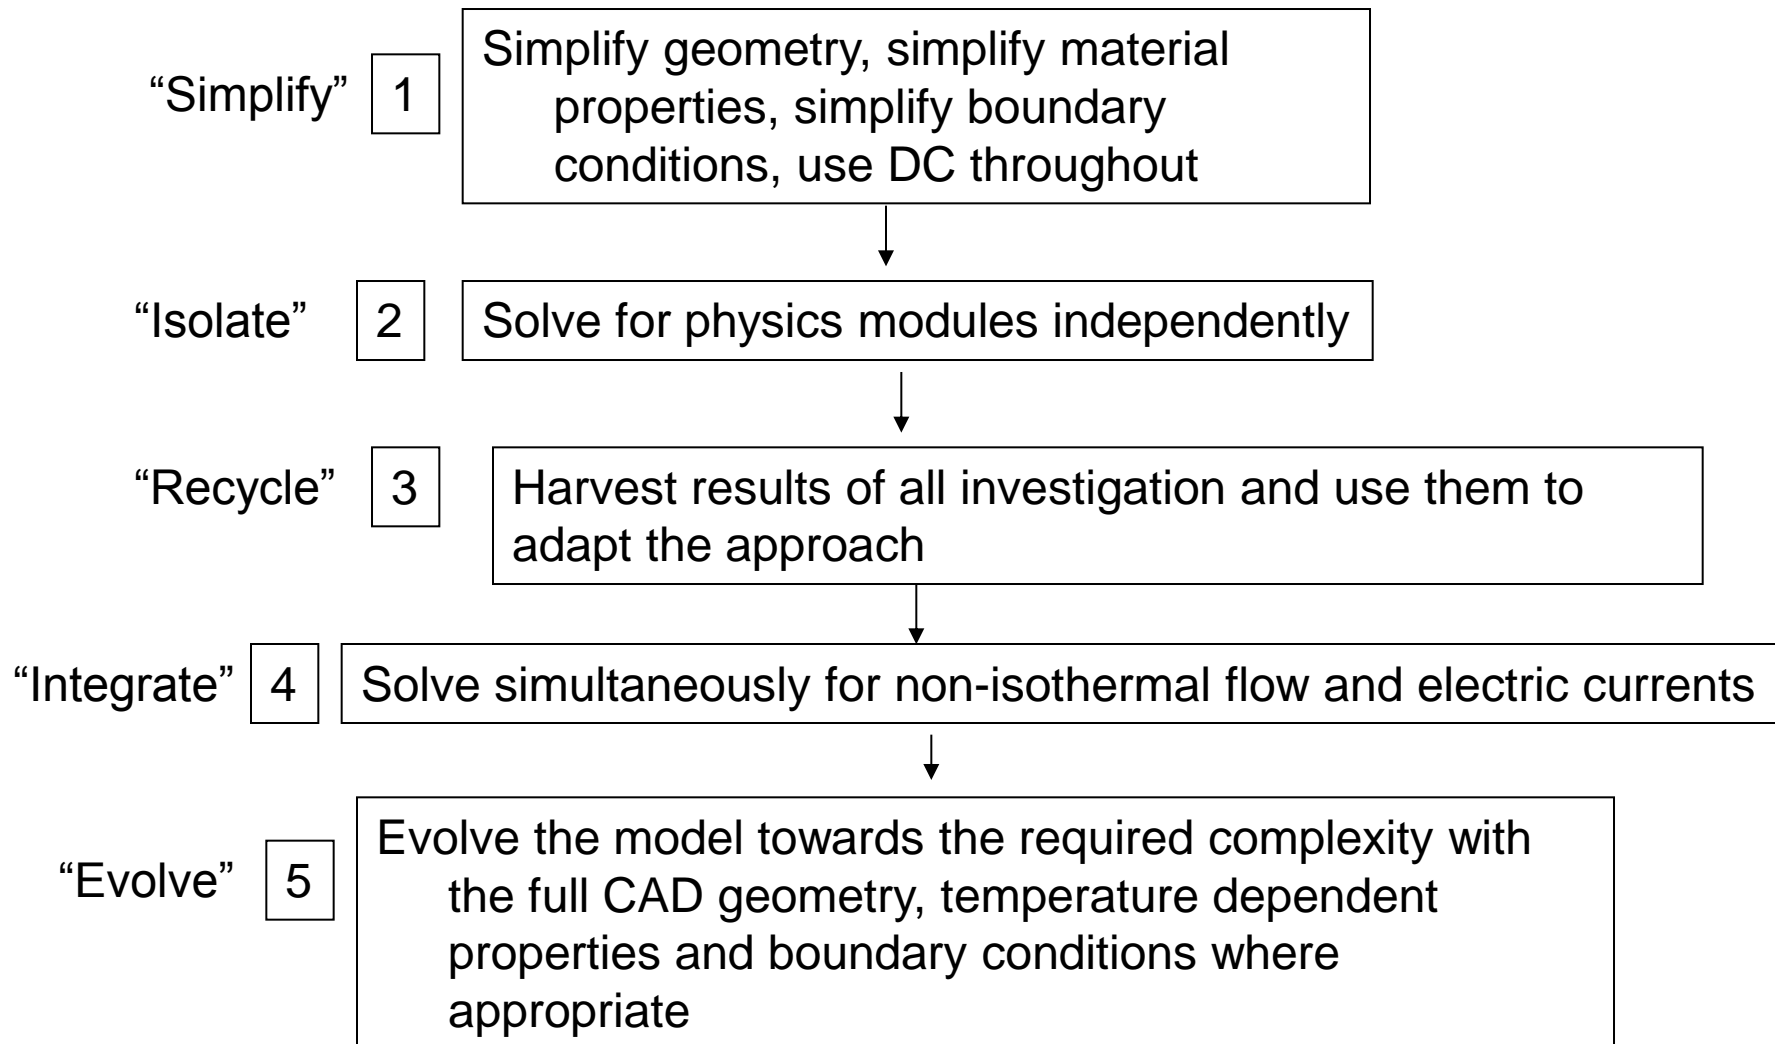 “Simplify” 1 Simplify geometry, simplify material
properties, simplify boundary
conditions, use DC throughout
“Isolate” 2 Solve for physics modules independently
“Recycle” 3 Harvest results of all investigation and use them to
adapt the approach
“Integrate” 4 Solve simultaneously for non-isothermal flow and electric currents
“Evolve” 5 Evolve the model towards the required complexity with
the full CAD geometry, temperature dependent
properties and boundary conditions where
appropriate